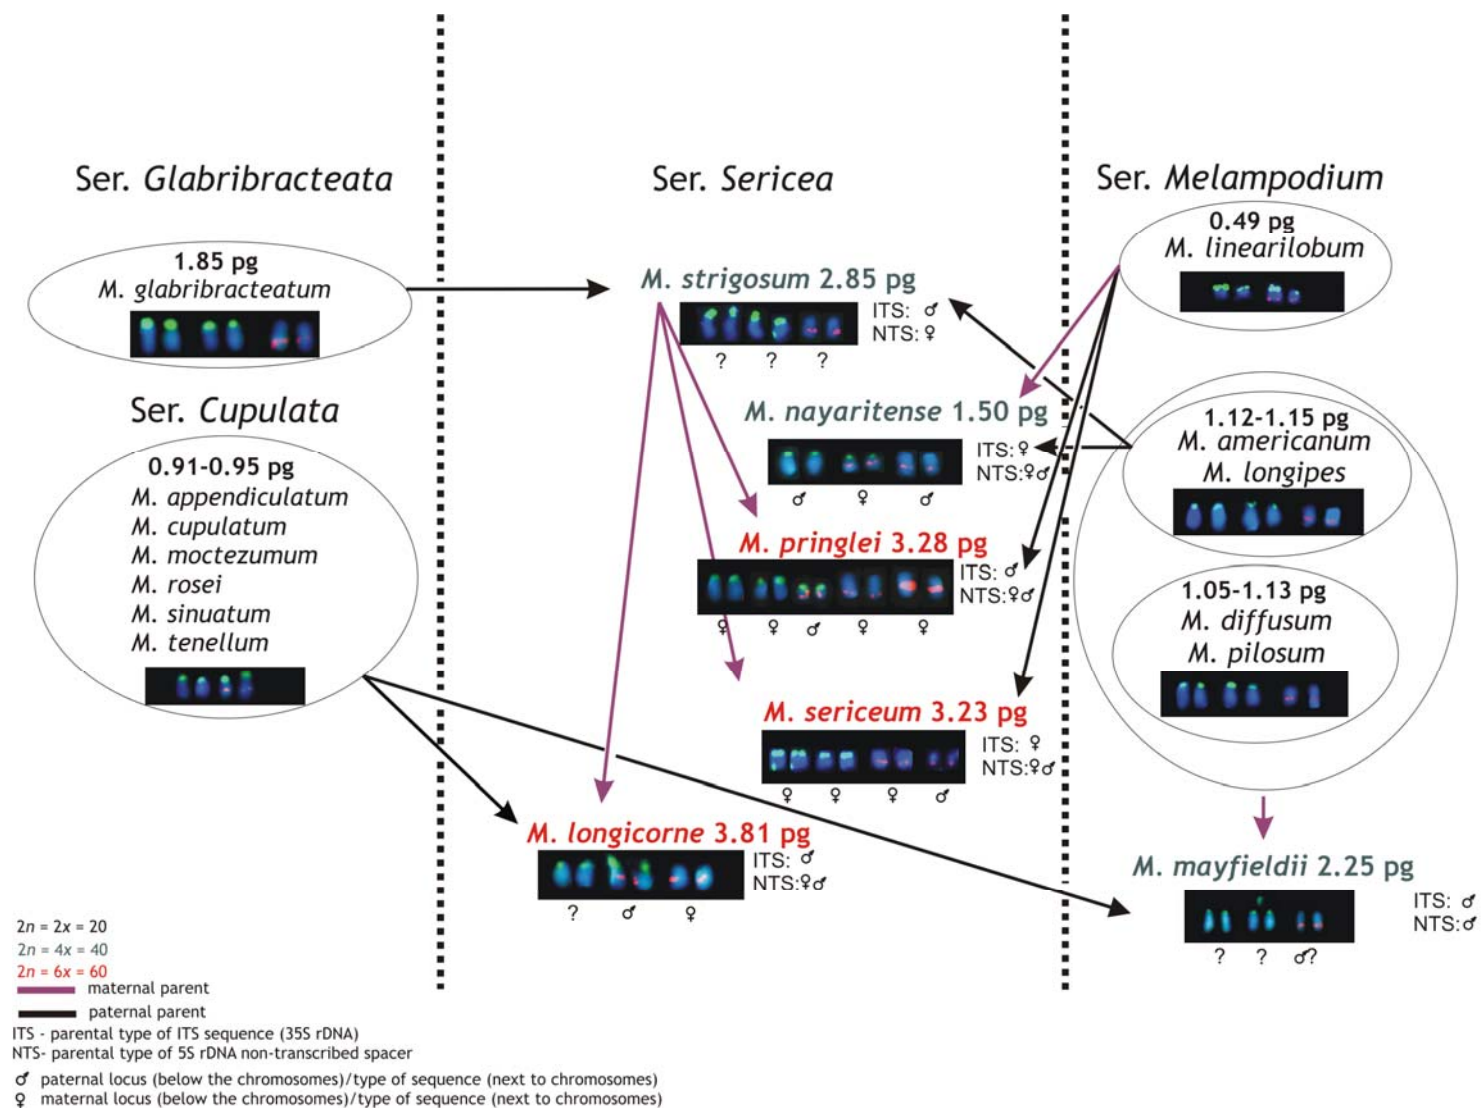 Ser. Glabribracteata
1.85 pg
M. glabribracteatum
Ser. Cupulata
0.91-0.95 pg
M. appendiculatum
M. cupulatum
M. moctezumum
M. rosei
M. sinuatum
M. tenellum
Ser. Sericea
M. strigosum 2.85 pg
ITS: ♂
NTS: ♀
? ? ?
M. nayaritense 1.50 pg
ITS: ♀
NTS:♀♂
♂ ♀ ♂
M. pringlei 3.28 pg
ITS: ♂
NTS:♀♂
♀ ♀ ♂ ♀ ♀
M. sericeum 3.23 pg
ITS: ♀
NTS:♀♂
♀ ♀ ♀ ♂
M. longicorne 3.81 pg
ITS: ♂
NTS:♀♂
? ♂ ♀
Ser. Melampodium
0.49 pg
M. linearilobum
1.12-1.15 pg
M. americanum
M. longipes
1.05-1.13 pg
M. diffusum
M. pilosum
M. mayfieldii 2.25 pg
ITS: ♂
NTS:♂
? ? ♂?
2n = 2x = 20
2n = 4x = 40
2n = 6x = 60
maternal parent
paternal parent
ITS - parental type of ITS sequence (35S rDNA)
NTS- parental type of 5S rDNA non-transcribed spacer
♂ paternal locus (below the chromosomes)/type of sequence (next to chromosomes)
♀ maternal locus (below the chromosomes)/type of sequence (next to chromosomes)